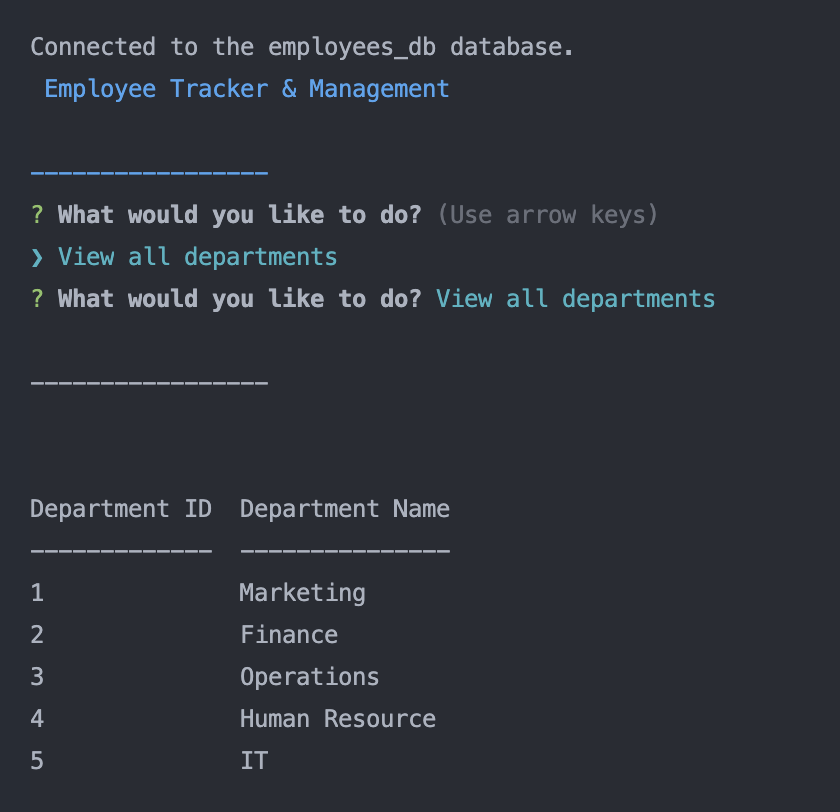 Connected to the employees_db database.
Employee Tracker & Management
-----------------
? What would you like to do? (Use arrow keys)
❯ View all departments
? What would you like to do? View all departments
-----------------
Department ID  Department Name
-------------  ---------------
1              Marketing
2              Finance
3              Operations
4              Human Resource
5              IT